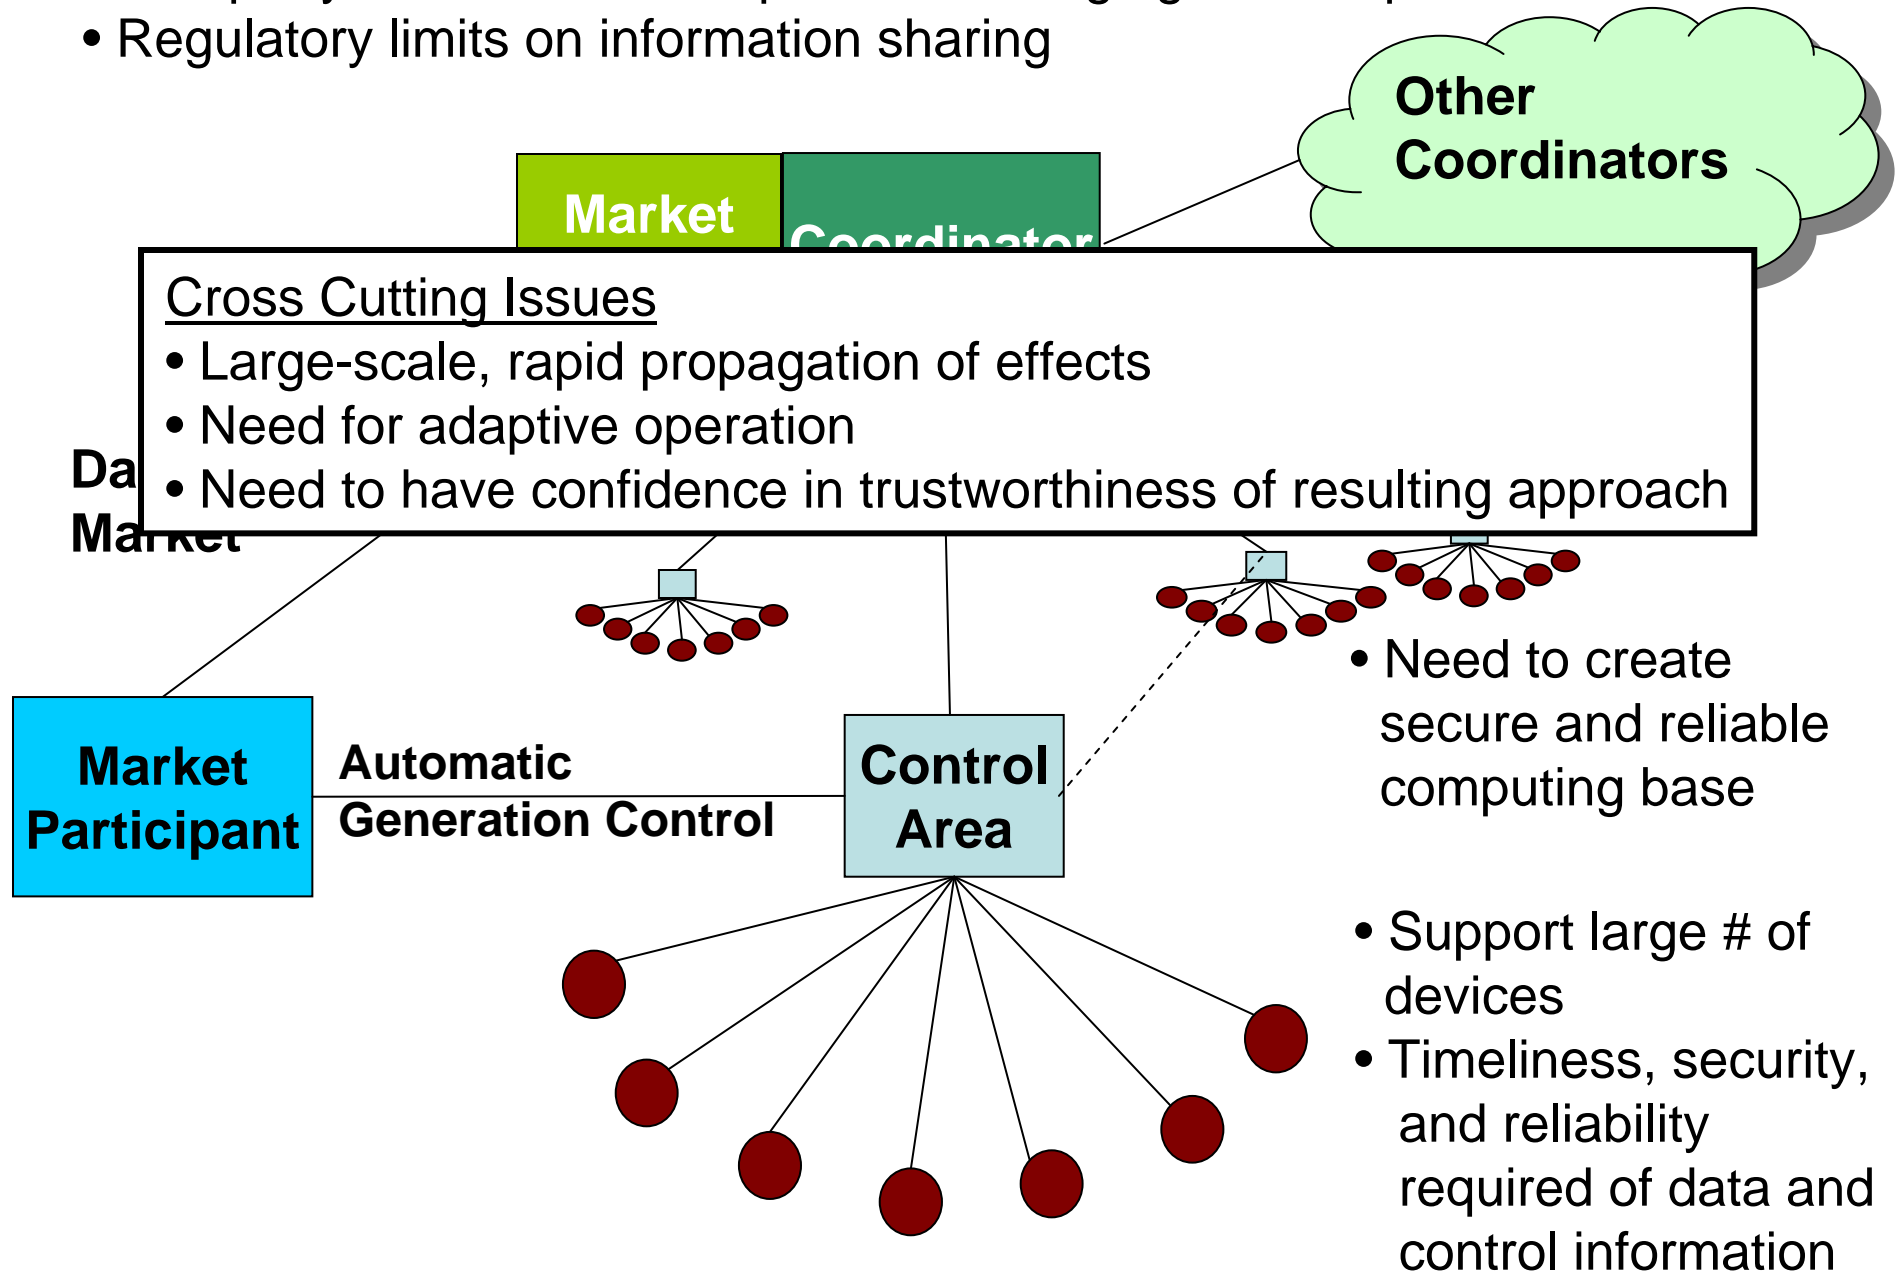 • Regulatory limits on information sharing
Other
Coordinators
Market
Coordinator
Cross Cutting Issues
• Large-scale, rapid propagation of effects
• Need for adaptive operation
• Need to have confidence in trustworthiness of resulting approach
Da
Market
• Need to create
secure and reliable
computing base
Market
Participant
Automatic
Generation Control
Control
Area
• Support large # of
devices
• Timeliness, security,
and reliability
required of data and
control information